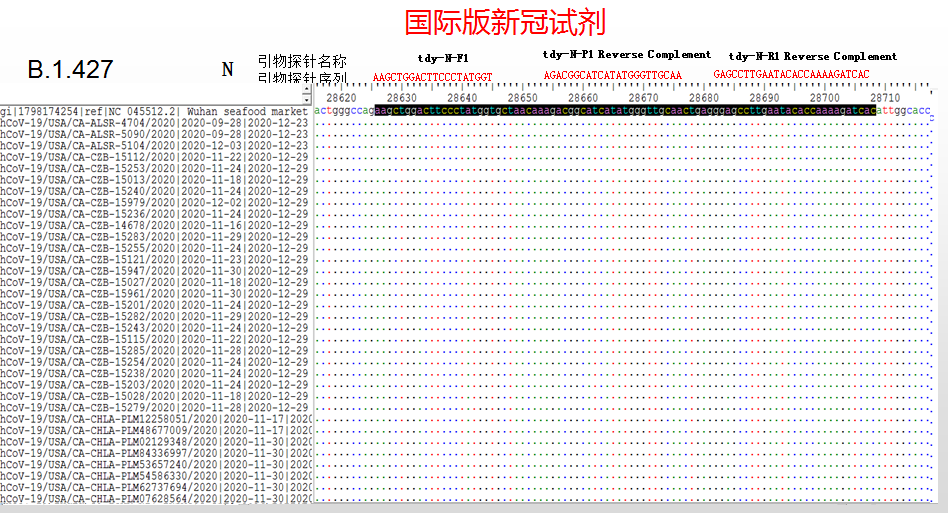 国际版新冠试剂
B.1.427
N
引物探针名称
tdy-N-F1
tdy-N-P1 Reverse Complement
tdy-N-R1 Reverse Complement
引物探针序列
AAGCTGGACTTCCCTATGGT
AGACGGCATCATATGGGTTGCAA
GAGCCTTGAATACACCAAAAGATCAC
28620 28630 28640 28650 28660 28670 28680 28690 28700 28710
gi|1798174254|ref|NC 045512.2| Wuhan seafood market
actgggccagaagctggacttccctatggtgctaacaaagacggcatcatatgggttgcaactgagggagccttgaatacaccaaaagatcacattggcacc
hCoV-19/USA/CA-ALSR-4704/2020|2020-09-28|2020-12-23
hCoV-19/USA/CA-ALSR-5090/2020|2020-09-28|2020-12-23
hCoV-19/USA/CA-ALSR-5104/2020|2020-12-03|2020-12-23
hCoV-19/USA/CA-CZB-15112/2020|2020-11-22|2020-12-29
hCoV-19/USA/CA-CZB-15253/2020|2020-11-24|2020-12-29
hCoV-19/USA/CA-CZB-15013/2020|2020-11-18|2020-12-29
hCoV-19/USA/CA-CZB-15240/2020|2020-11-24|2020-12-29
hCoV-19/USA/CA-CZB-15979/2020|2020-12-02|2020-12-29
hCoV-19/USA/CA-CZB-15236/2020|2020-11-24|2020-12-29
hCoV-19/USA/CA-CZB-14678/2020|2020-11-16|2020-12-29
hCoV-19/USA/CA-CZB-15283/2020|2020-11-29|2020-12-29
hCoV-19/USA/CA-CZB-15255/2020|2020-11-24|2020-12-29
hCoV-19/USA/CA-CZB-15121/2020|2020-11-23|2020-12-29
hCoV-19/USA/CA-CZB-15947/2020|2020-11-30|2020-12-29
hCoV-19/USA/CA-CZB-15027/2020|2020-11-18|2020-12-29
hCoV-19/USA/CA-CZB-15961/2020|2020-11-30|2020-12-29
hCoV-19/USA/CA-CZB-15201/2020|2020-11-24|2020-12-29
hCoV-19/USA/CA-CZB-15282/2020|2020-11-29|2020-12-29
hCoV-19/USA/CA-CZB-15243/2020|2020-11-24|2020-12-29
hCoV-19/USA/CA-CZB-15115/2020|2020-11-22|2020-12-29
hCoV-19/USA/CA-CZB-15285/2020|2020-11-28|2020-12-29
hCoV-19/USA/CA-CZB-15254/2020|2020-11-24|2020-12-29
hCoV-19/USA/CA-CZB-15238/2020|2020-11-24|2020-12-29
hCoV-19/USA/CA-CZB-15203/2020|2020-11-24|2020-12-29
hCoV-19/USA/CA-CZB-15028/2020|2020-11-18|2020-12-29
hCoV-19/USA/CA-CZB-15279/2020|2020-11-28|2020-12-29
hCoV-19/USA/CA-CHLA-PLM12258051/2020|2020-11-17|2020
hCoV-19/USA/CA-CHLA-PLM48677009/2020|2020-11-17|2020
hCoV-19/USA/CA-CHLA-PLM02129348/2020|2020-11-30|2020
hCoV-19/USA/CA-CHLA-PLM84336997/2020|2020-11-30|2020
hCoV-19/USA/CA-CHLA-PLM53657240/2020|2020-11-30|2020
hCoV-19/USA/CA-CHLA-PLM54586330/2020|2020-11-30|2020
hCoV-19/USA/CA-CHLA-PLM62737694/2020|2020-11-30|2020
hCoV-19/USA/CA-CHLA-PLM07628564/2020|2020-11-30|2020